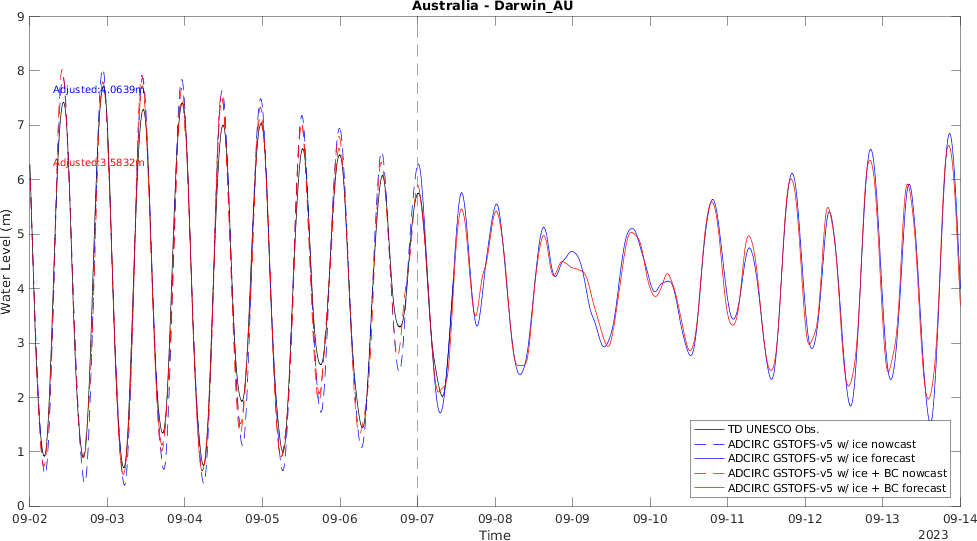 Australia - Darwin_AU
9
8
7
6
5
4
3
2
1
0
Water Level (m)
Adjusted:4.0639m
Adjusted:3.5832m
TD UNESCO Obs.
ADCIRC GSTOFS-v5 w/ ice nowcast
ADCIRC GSTOFS-v5 w/ ice forecast
ADCIRC GSTOFS-v5 w/ ice + BC nowcast
ADCIRC GSTOFS-v5 w/ ice + BC forecast
09-02 09-03 09-04 09-05 09-06 09-07 09-08 09-09 09-10 09-11 09-12 09-13 09-14
Time
2023